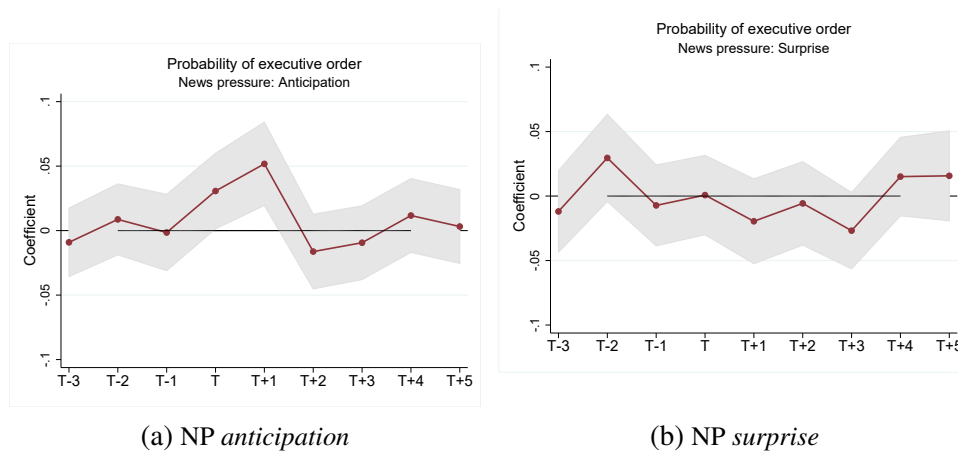 Probability of executive order
News pressure: Anticipation
Coefficient
.1
.05
0
-.05
-.1
T-3 T-2 T-1 T T+1 T+2 T+3 T+4 T+5
(a) NP anticipation
Probability of executive order
News pressure: Surprise
Coefficient
.1
.05
0
-.05
-.1
T-3 T-2 T-1 T T+1 T+2 T+3 T+4 T+5
(b) NP surprise